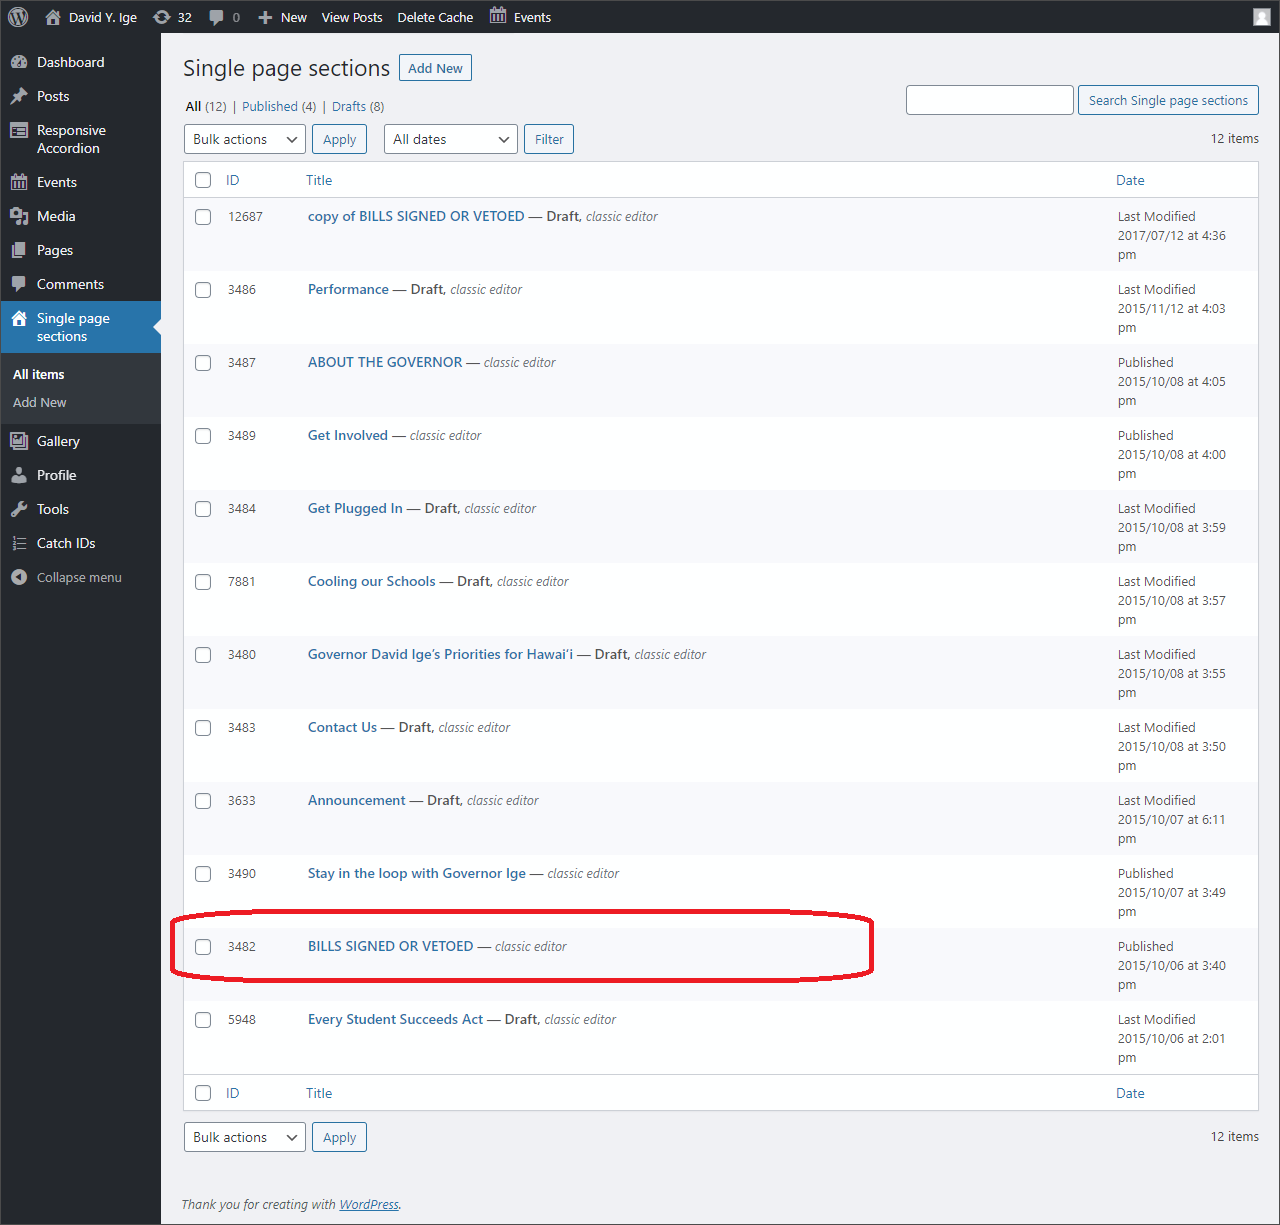 David Y. Ige 32 0 New View Posts Delete Cache Events
Dashboard
Posts
Responsive
Accordion
Events
Media
Pages
Comments
Single page
sections
All items
Add New
Gallery
Profile
Tools
Catch IDs
Collapse menu
Single page sections Add New
All (12) | Published (4) | Drafts (8)
Search Single page sections
Bulk actions Apply All dates Filter
12 items
ID Title Date
12687 copy of BILLS SIGNED OR VETOED — Draft, classic editor Last Modified
2017/07/12 at 4:36
pm
3486 Performance — Draft, classic editor Last Modified
2015/11/12 at 4:03
pm
3487 ABOUT THE GOVERNOR — classic editor Published
2015/10/08 at 4:05
pm
3489 Get Involved — classic editor Published
2015/10/08 at 4:00
pm
3484 Get Plugged In — Draft, classic editor Last Modified
2015/10/08 at 3:59
pm
7881 Cooling our Schools — Draft, classic editor Last Modified
2015/10/08 at 3:57
pm
3480 Governor David Ige’s Priorities for Hawai‘i — Draft, classic editor Last Modified
2015/10/08 at 3:55
pm
3483 Contact Us — Draft, classic editor Last Modified
2015/10/08 at 3:50
pm
3633 Announcement — Draft, classic editor Last Modified
2015/10/07 at 6:11
pm
3490 Stay in the loop with Governor Ige — classic editor Published
2015/10/07 at 3:49
pm
3482 BILLS SIGNED OR VETOED — classic editor Published
2015/10/06 at 3:40
pm
5948 Every Student Succeeds Act — Draft, classic editor Last Modified
2015/10/06 at 2:01
pm
ID Title Date
Bulk actions Apply 12 items
Thank you for creating with WordPress.